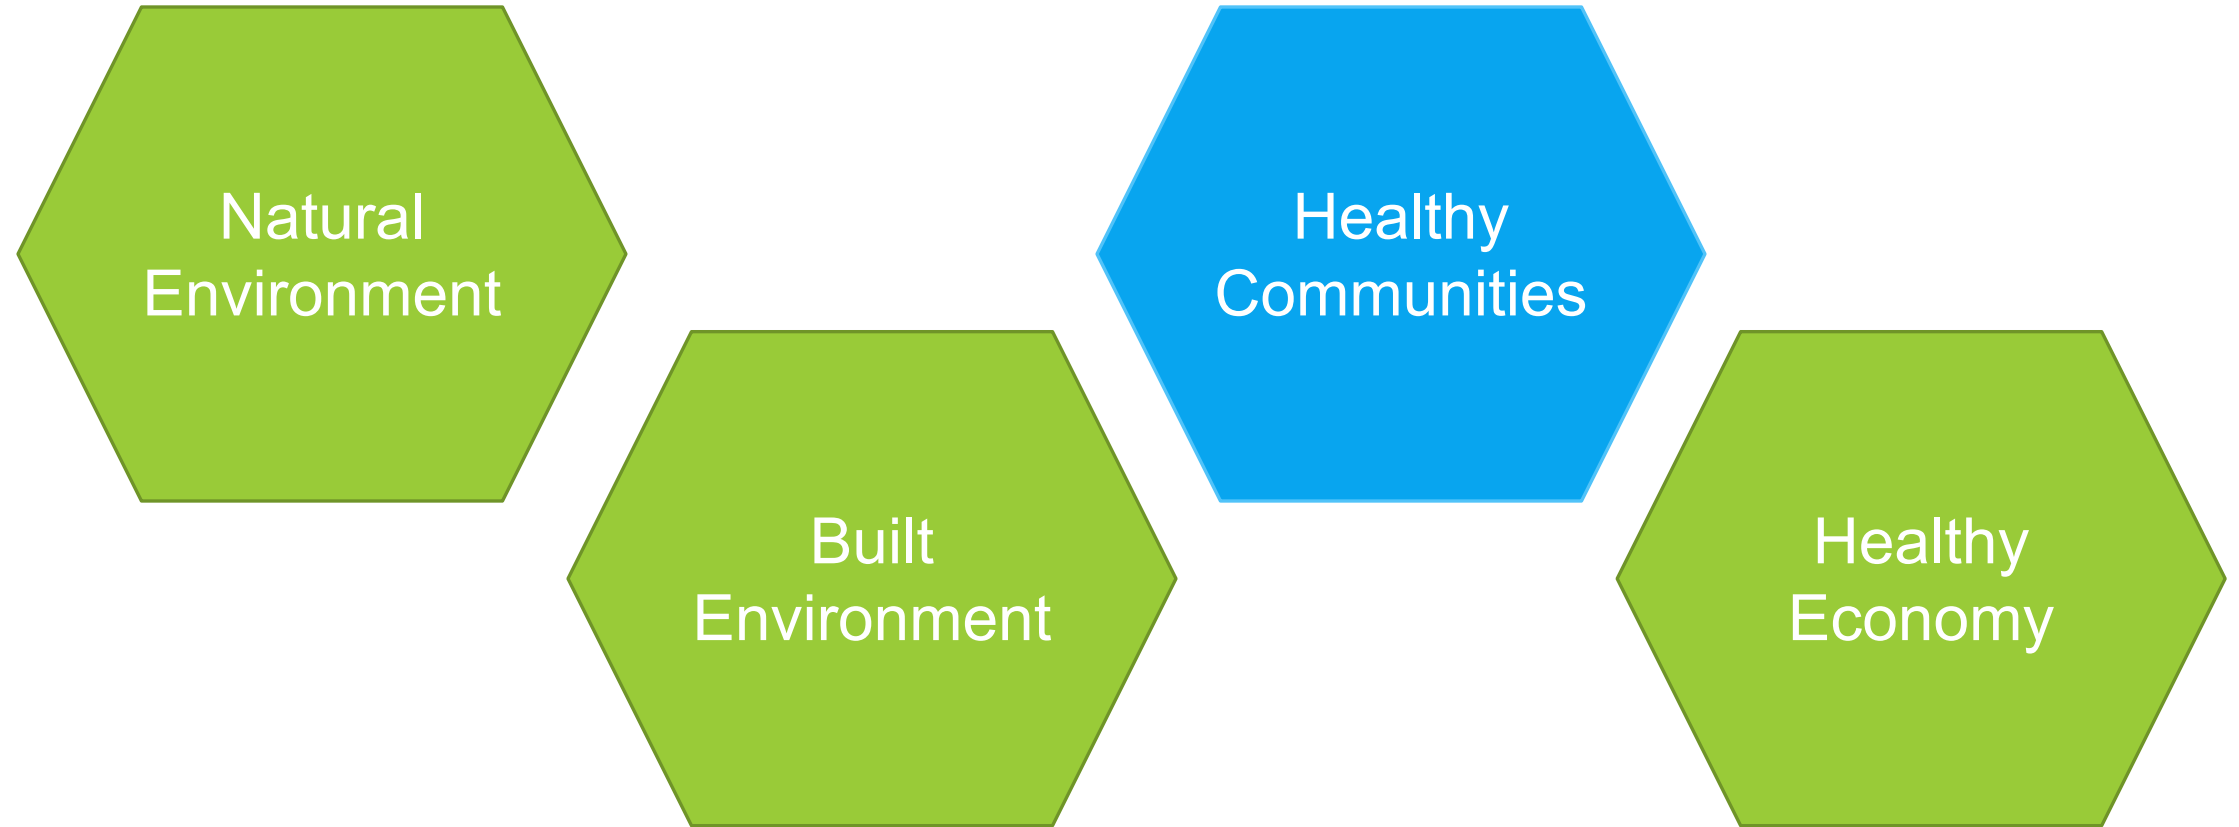 Natural
Environment
Built
Environment
Healthy
Communities
Healthy
Economy